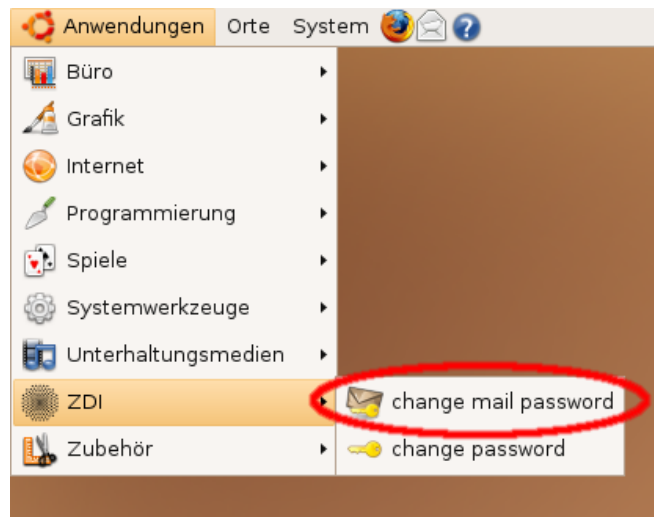 Anwendungen Orte System
Büro
Grafik
Internet
Programmierung
Spiele
Systemwerkzeuge
Unterhaltungsmedien
ZDI
change mail password
Zubehör
change password